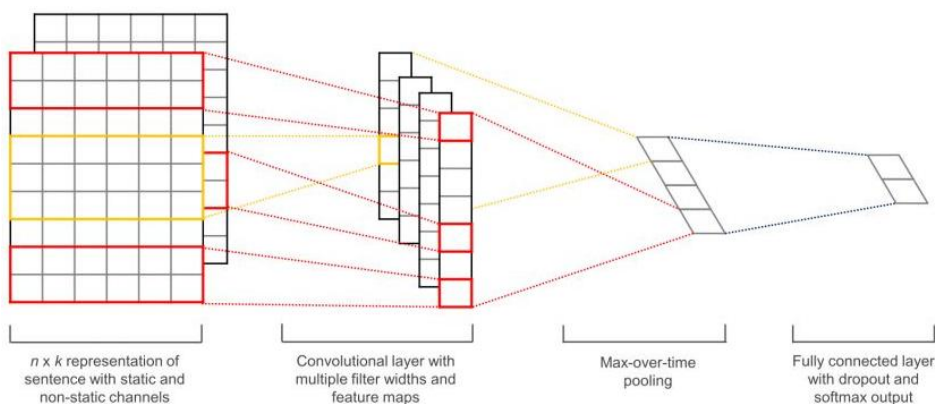 n x k representation of
sentence with static and
non-static channels
Convolutional layer with
multiple filter widths and
feature maps
Max-over-time
pooling
Fully connected layer
with dropout and
softmax output